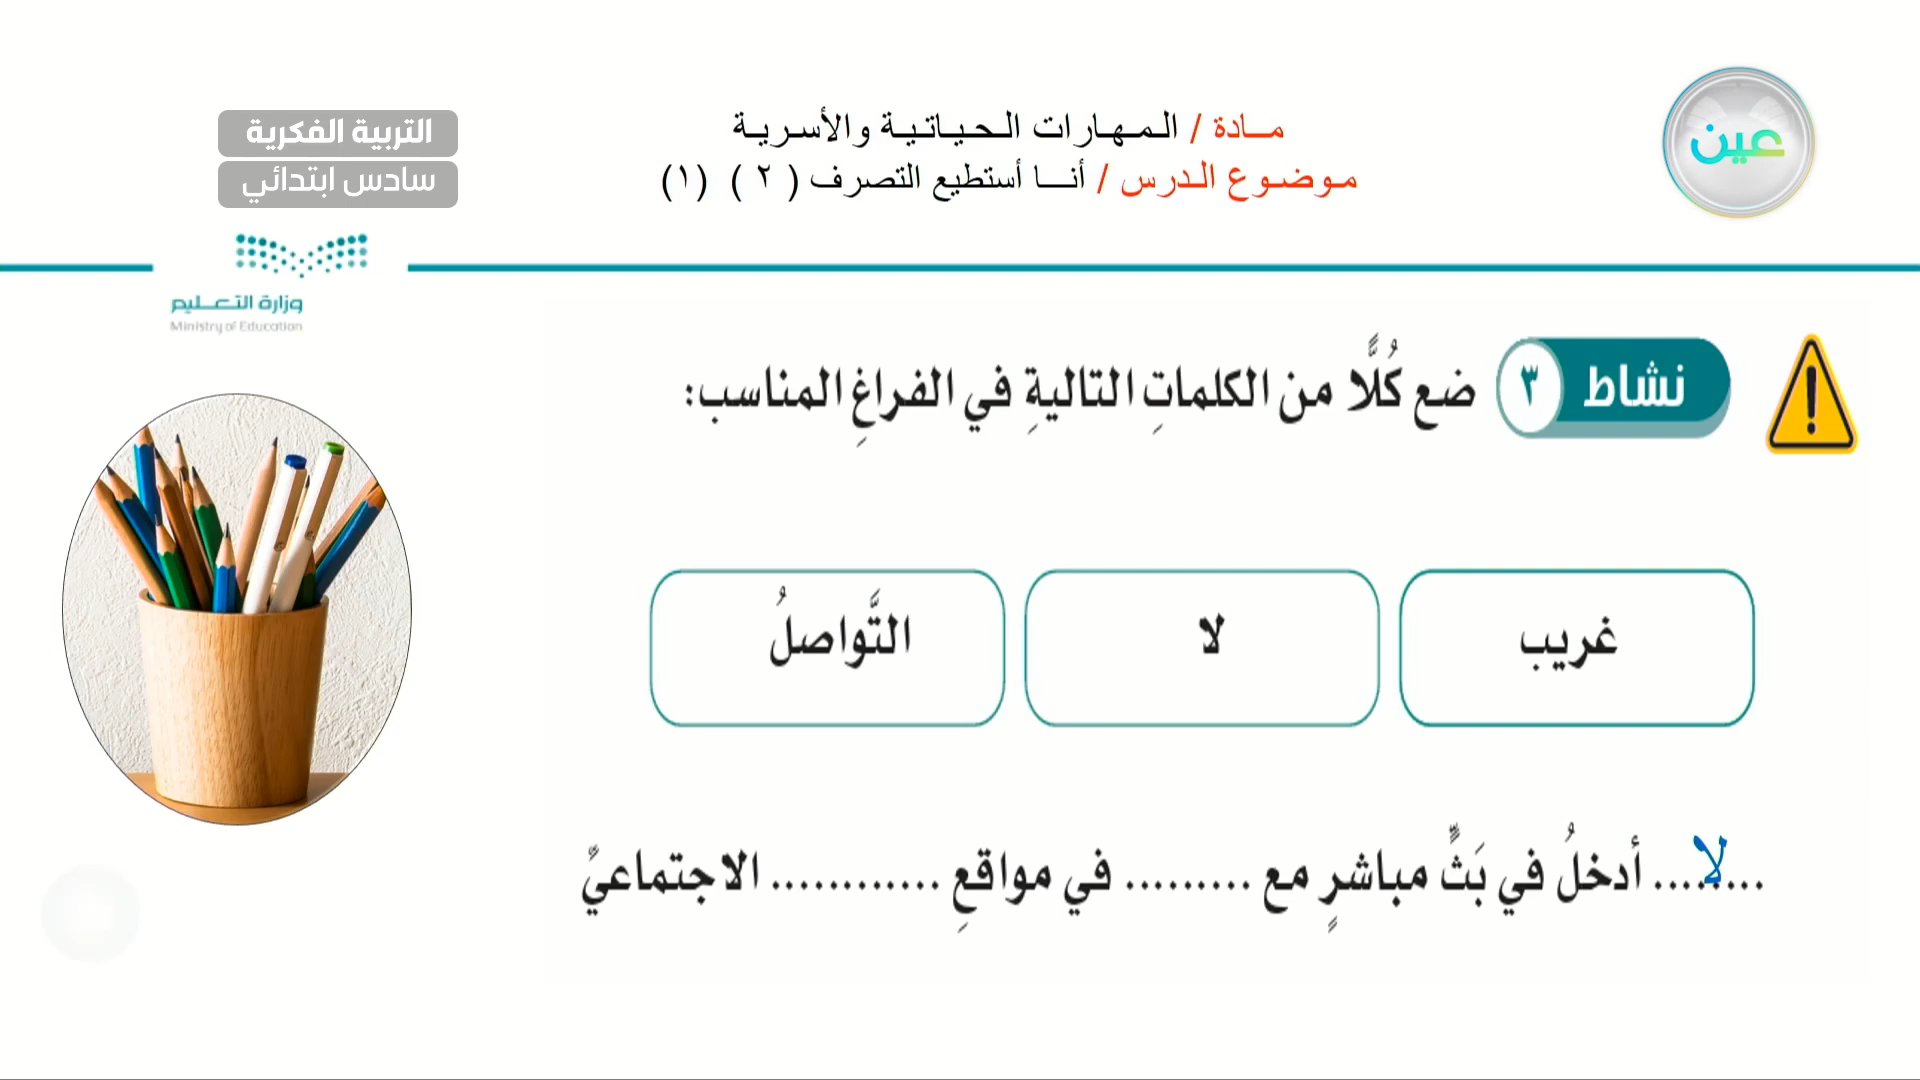 عين
مـادة / الـمـهـارات الـحـيـاتـيـة والأسـريـة
مـوضـوع الـدرس / أنـا أستطيع التصرف ( ٢ ) (١)
التربية الفكرية
سادس ابتدائي
وزارة التعليم
Ministry of Education
نشاط ٣ ضع كُلًّا من الكلماتِ التاليةِ في الفراغِ المناسب:
غريب
لا
التَّواصلُ
لا
......... أدخلُ في بَثٍّ مباشرٍ مع ......... في مواقعِ ............ الاجتماعيِّ